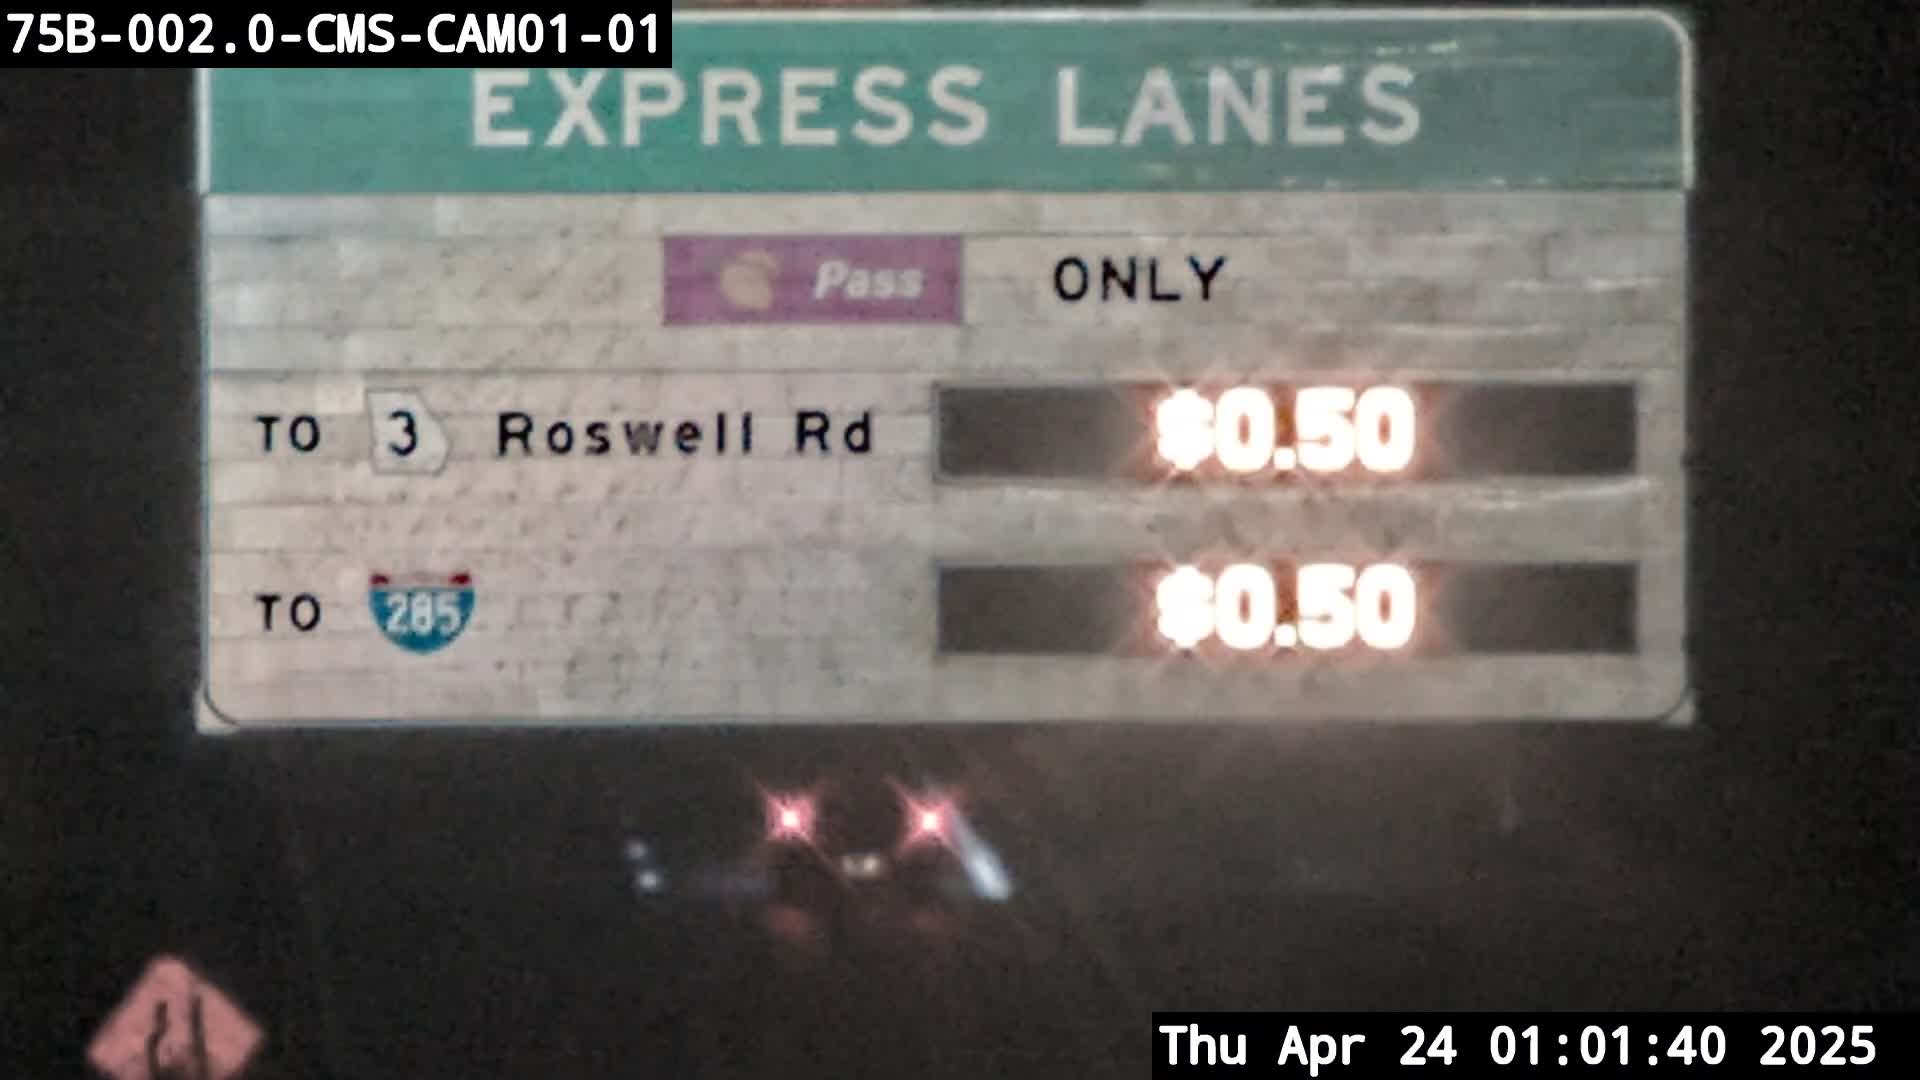 75B-002.0-CMS-CAM01-01
EXPRESS LANES
Pass ONLY
TO 3 Roswell Rd $0.50
TO 285 $0.50
Thu Apr 24 01:01:40 2025